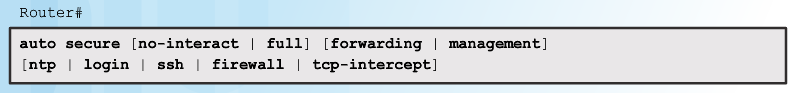 Router#
auto secure [no-interact | full] [forwarding | management]
[ntp | login | ssh | firewall | tcp-intercept]